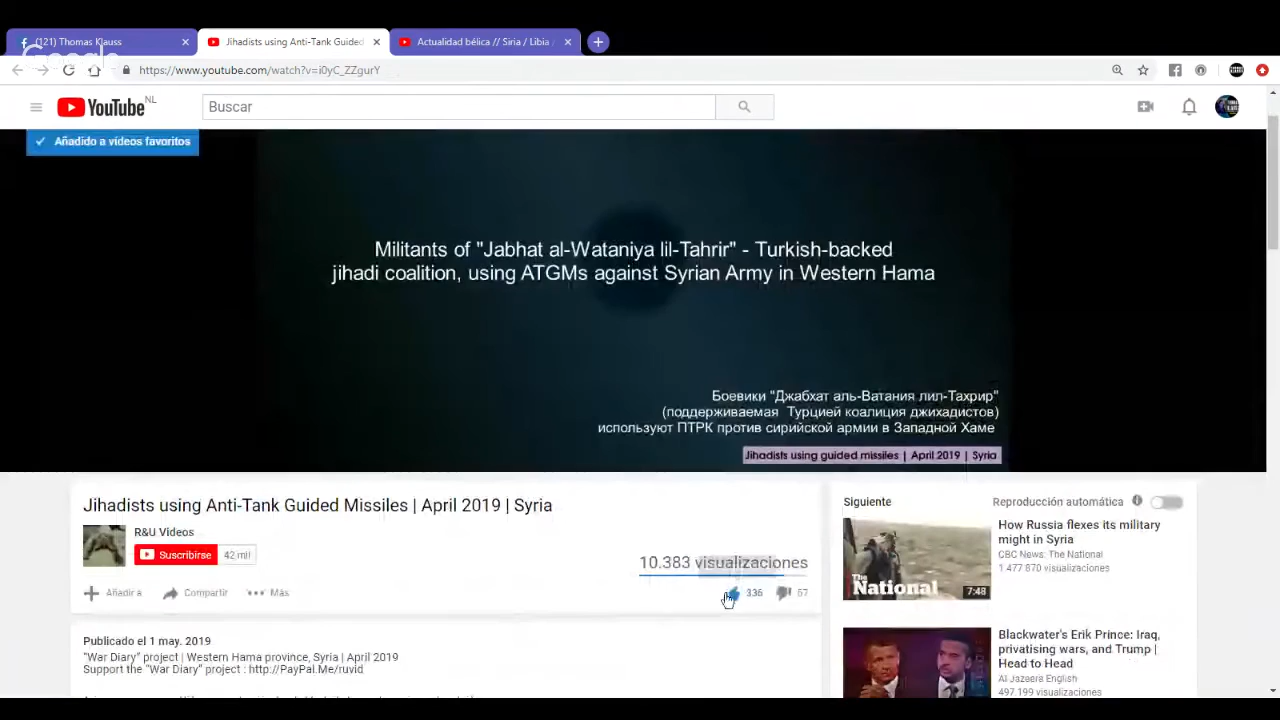 (121) Thomas Klauss
Jihadists using Anti-Tank Guided
Actualidad bélica // Siria / Libia /
Google
https://www.youtube.com/watch?v=i0yC_ZZgurY
YouTube NL
Buscar
Añadido a vídeos favoritos
Militants of "Jabhat al-Wataniya lil-Tahrir" - Turkish-backed
jihadi coalition, using ATGMs against Syrian Army in Western Hama
Боевики "Джабхат аль-Ватания лил-Тахрир"
(поддерживаемая Турцией коалиция джихадистов)
используют ПТРК против сирийской армии в Западной Хаме
Jihadists using guided missiles | April 2019 | Syria
Jihadists using Anti-Tank Guided Missiles | April 2019 | Syria
R&U Videos
Suscribirse 42 mil
10.383 visualizaciones
Añadir a Compartir Más
336 57
Publicado el 1 may. 2019
"War Diary" project | Western Hama province, Syria | April 2019
Support the "War Diary" project : http://PayPal.Me/ruvid
Siguiente Reproducción automática
How Russia flexes its military
might in Syria
CBC News: The National
1 477 870 visualizaciones
The National
7:48
Blackwater's Erik Prince: Iraq,
privatising wars, and Trump |
Head to Head
Al Jazeera English
497.199 visualizaciones